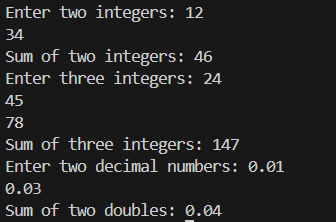 Enter two integers: 12
34
Sum of two integers: 46
Enter three integers: 24
45
78
Sum of three integers: 147
Enter two decimal numbers: 0.01
0.03
Sum of two doubles: 0.04